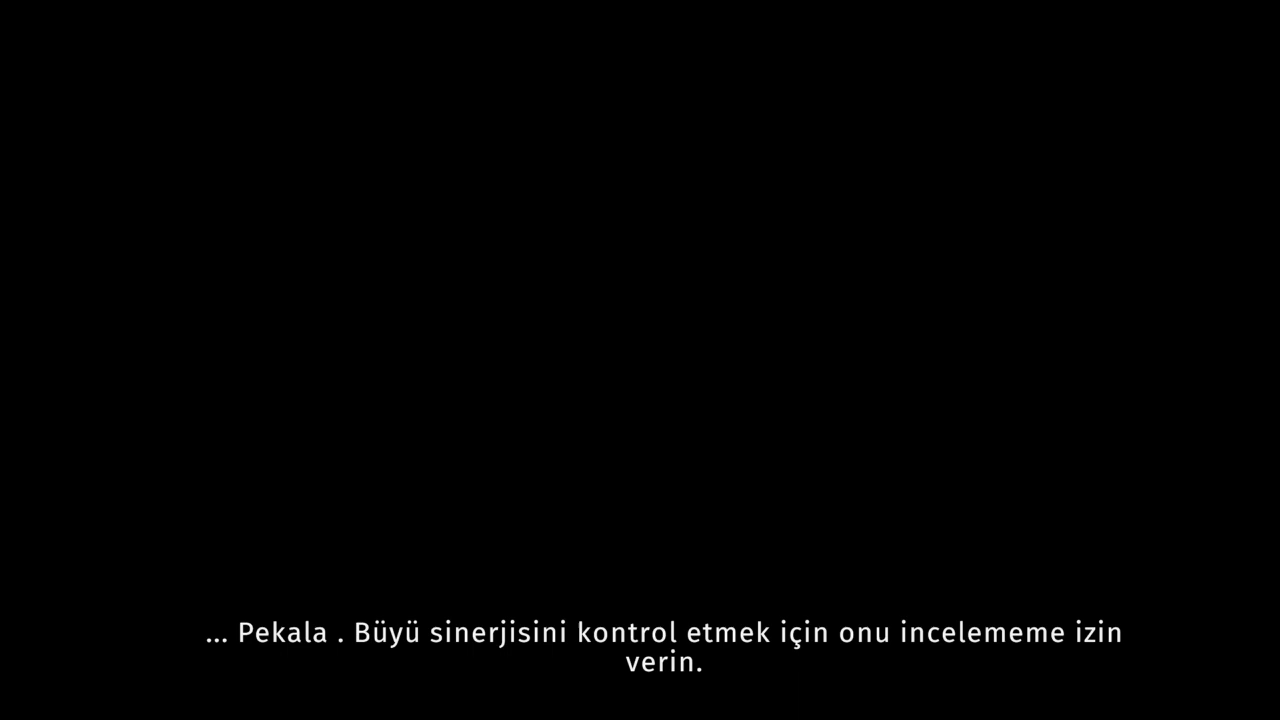 ... Pekala . Büyü sinerjisini kontrol etmek için onu incelememe izin
verin.